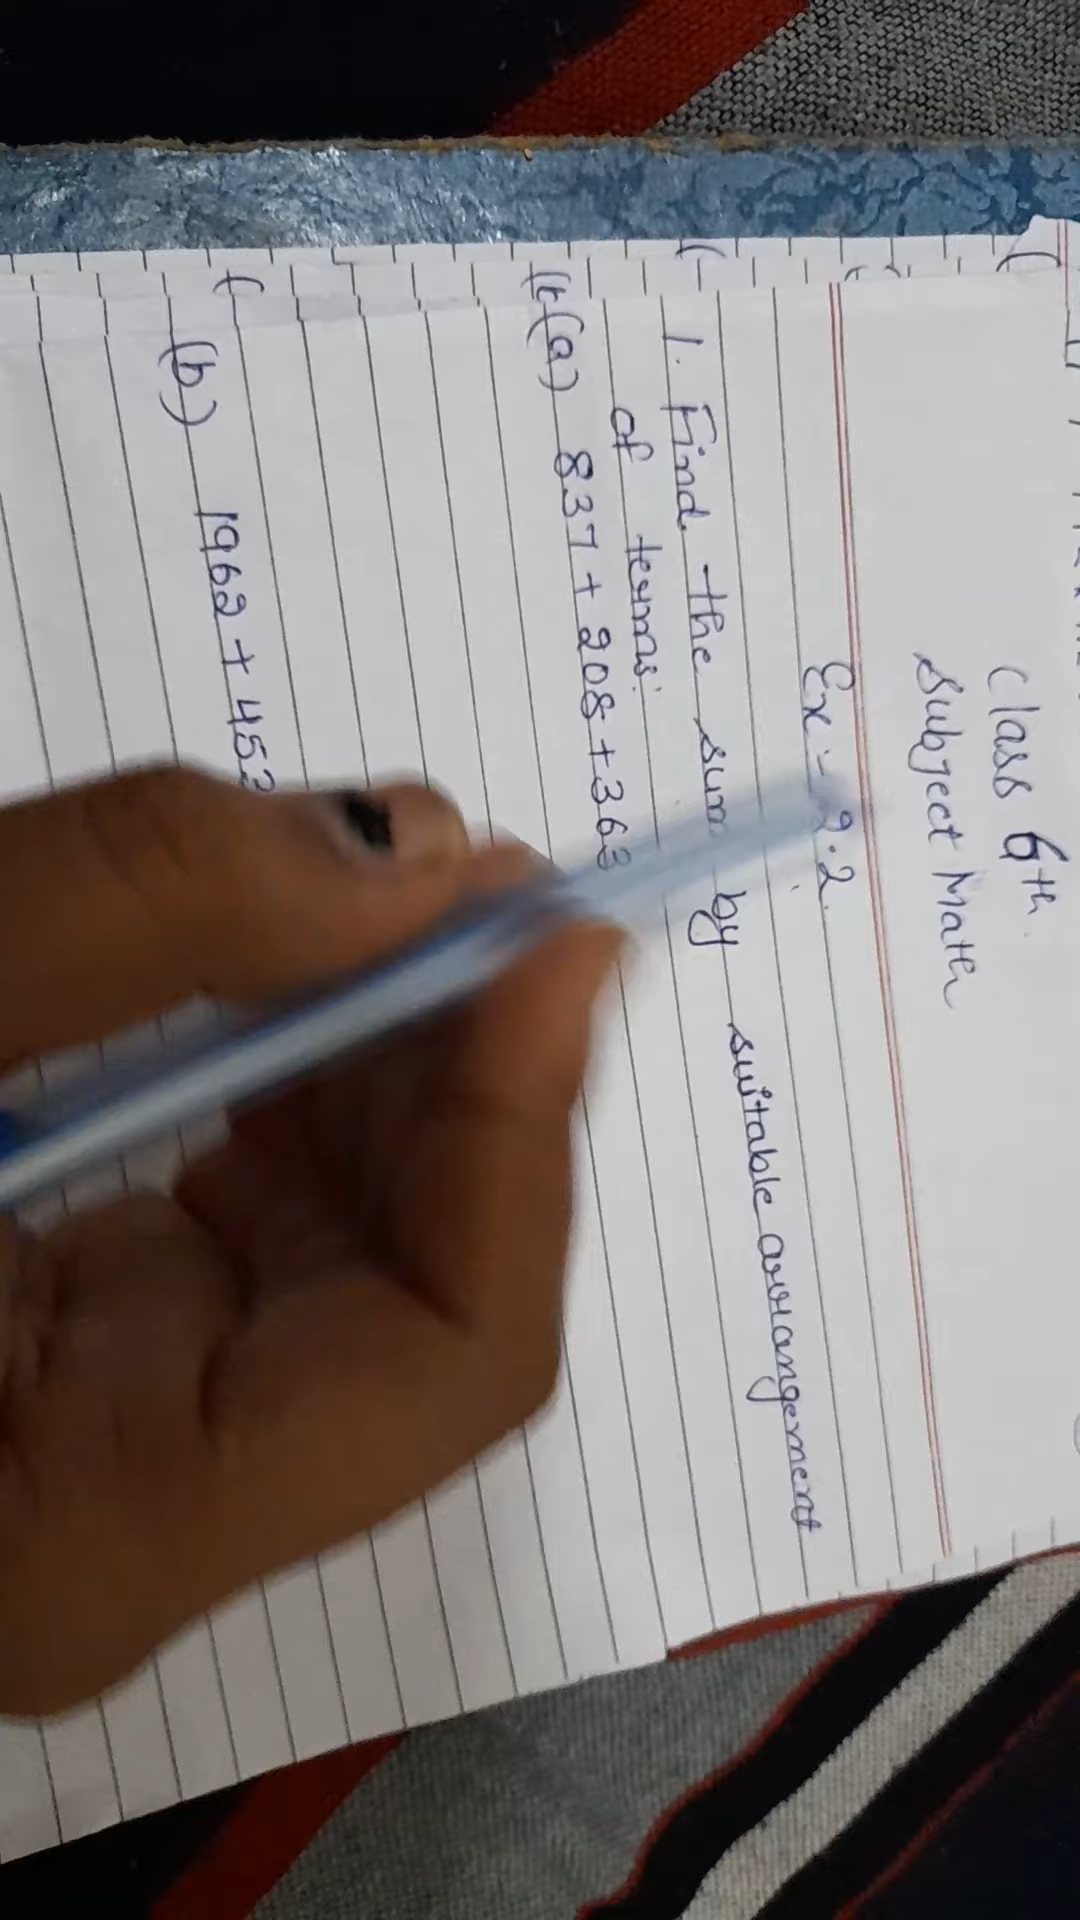 Class 6th
Subject Math
Ex:- 2.2
1. Find the sum by suitable arrangement
of terms:
(a) 837 + 208 + 363
(b) 1962 + 453